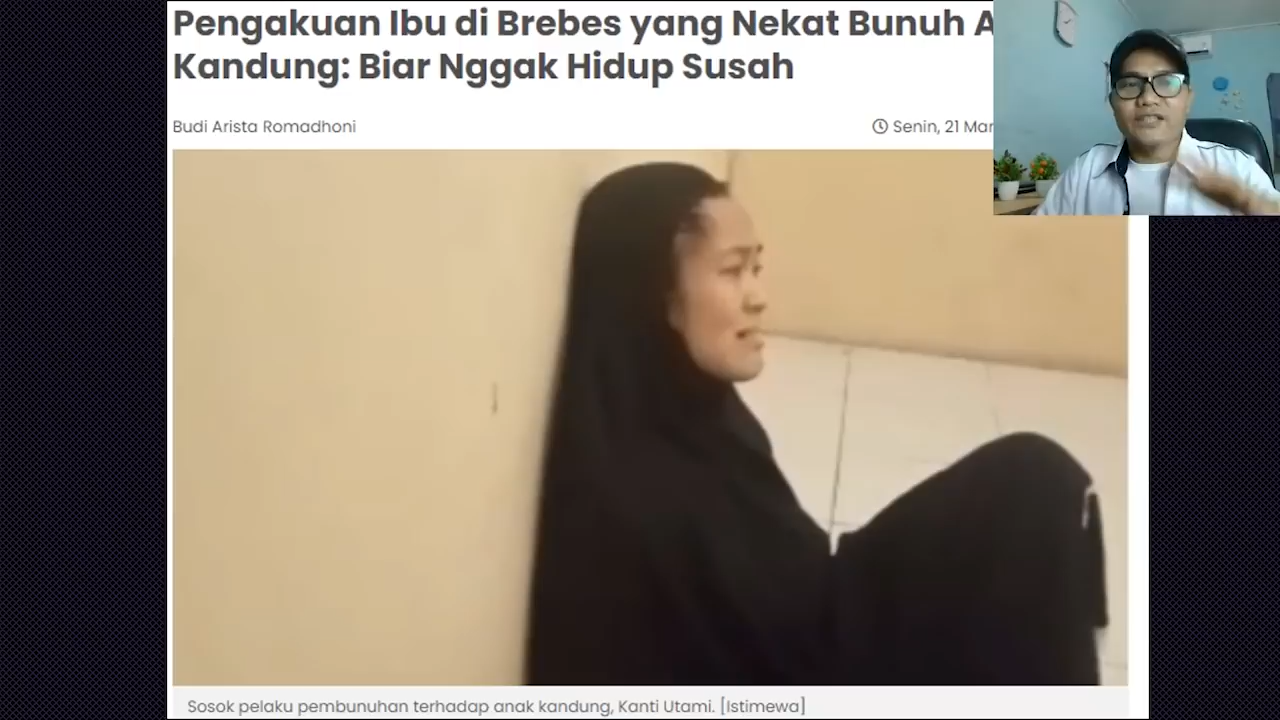 Pengakuan Ibu di Brebes yang Nekat Bunuh
Kandung: Biar Nggak Hidup Susah
Budi Arista Romadhoni
Senin, 21
Sosok pelaku pembunuhan terhadap anak kandung, Kanti Utami. [Istimewa]